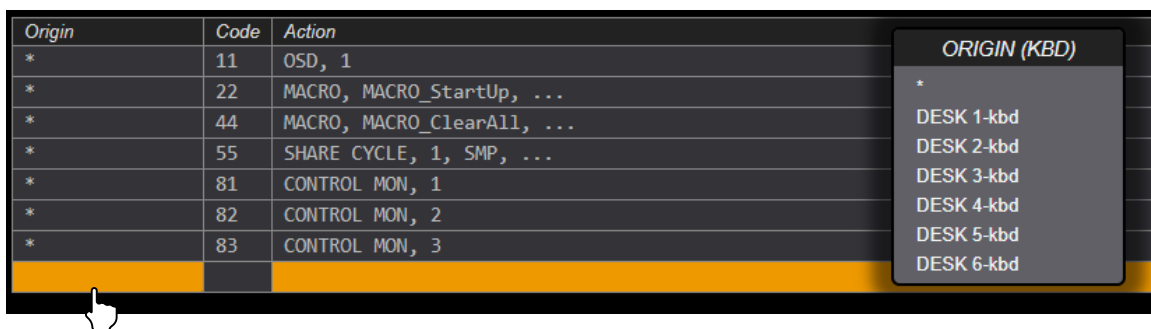 Origin Code Action
* 11 OSD, 1
* 22 MACRO, MACRO_StartUp, ...
* 44 MACRO, MACRO_ClearAll, ...
* 55 SHARE CYCLE, 1, SMP, ...
* 81 CONTROL MON, 1
* 82 CONTROL MON, 2
* 83 CONTROL MON, 3
ORIGIN (KBD)
*
DESK 1-kbd
DESK 2-kbd
DESK 3-kbd
DESK 4-kbd
DESK 5-kbd
DESK 6-kbd